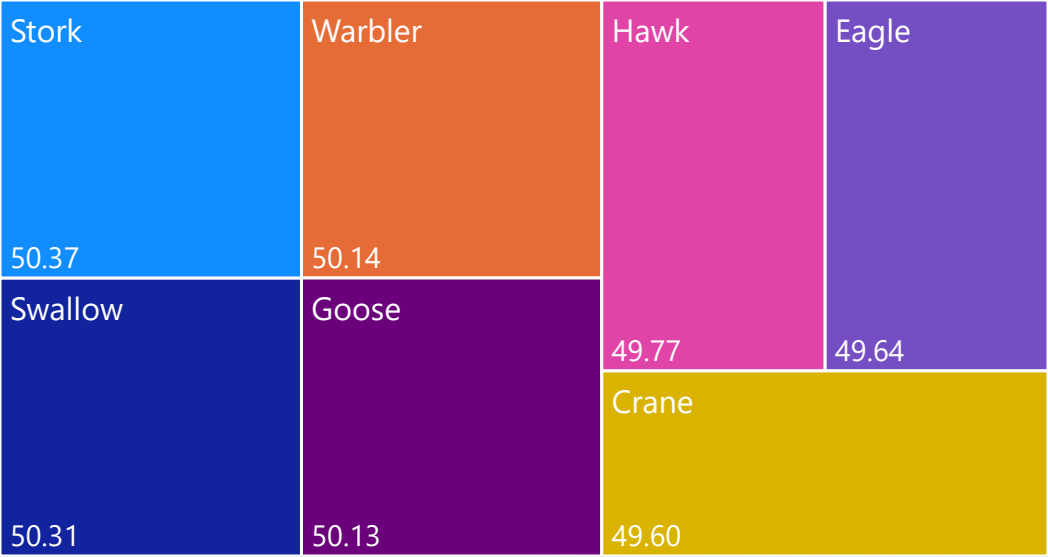 Stork
50.37
Swallow
50.31
Warbler
50.14
Goose
50.13
Hawk
49.77
Eagle
49.64
Crane
49.60